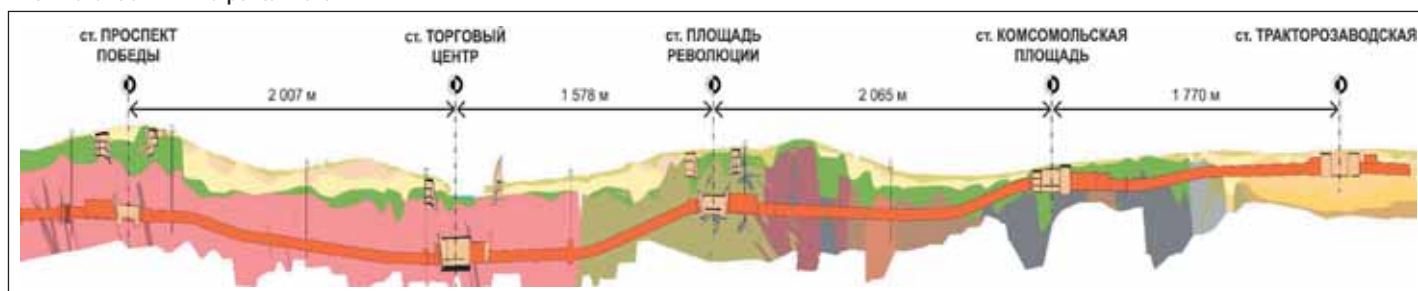 ст. ПРОСПЕКТ
ПОБЕДЫ
ст. ТОРГОВЫЙ
ЦЕНТР
ст. ПЛОЩАДЬ
РЕВОЛЮЦИИ
ст. КОМСОМОЛЬСКАЯ
ПЛОЩАДЬ
ст. ТРАКТОРОЗАВОДСКАЯ
2 007 м
1 578 м
2 065 м
1 770 м